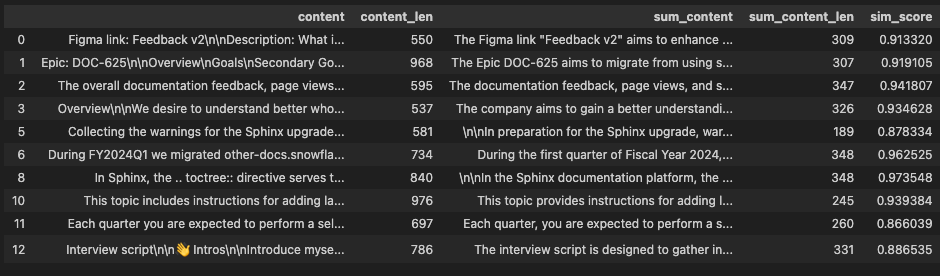 content content_len sum_content sum_content_len sim_score
0 Figma link: Feedback v2\n\nDescription: What i... 550 The Figma link "Feedback v2" aims to enhance ... 309 0.913320
1 Epic: DOC-625\n\nOverview\nGoals\nSecondary Go... 968 The Epic DOC-625 aims to migrate from using s... 307 0.919105
2 The overall documentation feedback, page views... 595 The documentation feedback, page views, and s... 347 0.941807
3 Overview\n\nWe desire to understand better who... 537 The company aims to gain a better understandi... 326 0.934628
5 Collecting the warnings for the Sphinx upgrade... 581 \n\nIn preparation for the Sphinx upgrade, war... 189 0.878334
6 During FY2024Q1 we migrated other-docs.snowfla... 734 During the first quarter of Fiscal Year 2024,... 348 0.962525
8 In Sphinx, the .. toctree:: directive serves t... 840 \n\nIn the Sphinx documentation platform, the ... 348 0.973548
10 This topic includes instructions for adding la... 976 This topic provides instructions for adding l... 245 0.939384
11 Each quarter you are expected to perform a sel... 697 Each quarter, you are expected to perform a s... 260 0.866039
12 Interview script\n\n👋 Intros\n\nIntroduce myse... 786 The interview script is designed to gather in... 331 0.886535